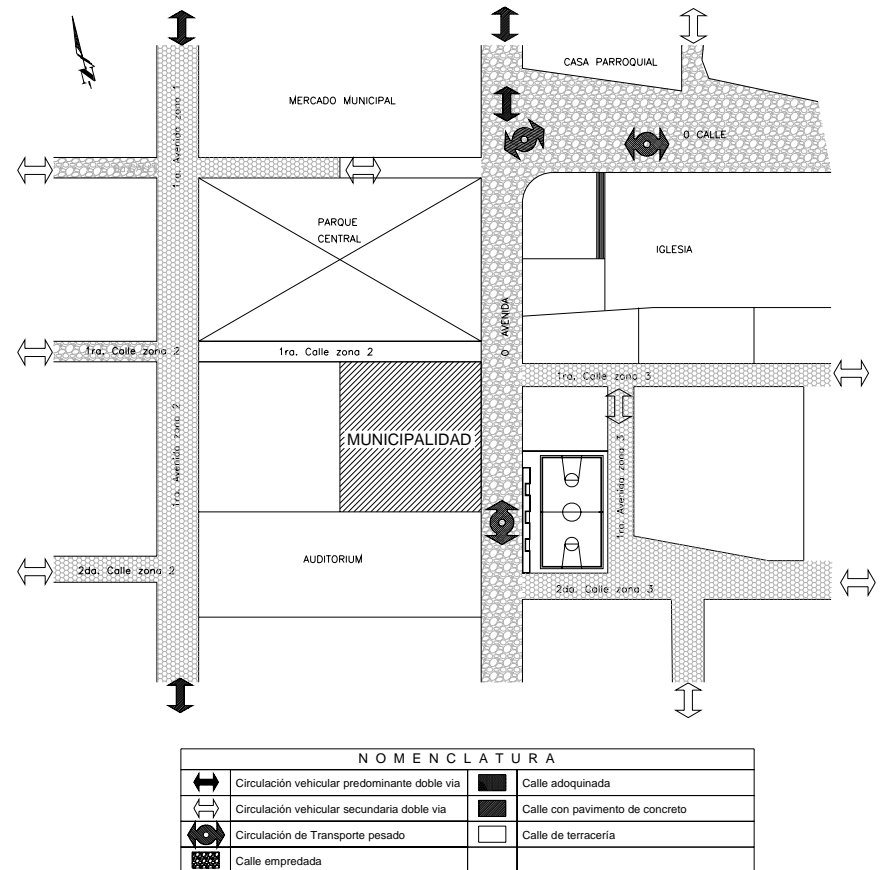 N
CASA PARROQUIAL
MERCADO MUNICIPAL
1ra. Avenida zona 1
0 CALLE
PARQUE
CENTRAL
IGLESIA
0 AVENIDA
1ra. Calle zona 2
1ra. Calle zona 2
1ra. Calle zona 3
MUNICIPALIDAD
1ra. Avenida zona 2
1ra. Avenida zona 3
AUDITORIUM
2da. Calle zona 2
2da. Calle zona 3
NOMENCLATURA
Circulación vehicular predominante doble via
Calle adoquinada
Circulación vehicular secundaria doble via
Calle con pavimento de concreto
Circulación de Transporte pesado
Calle de terracería
Calle empredada